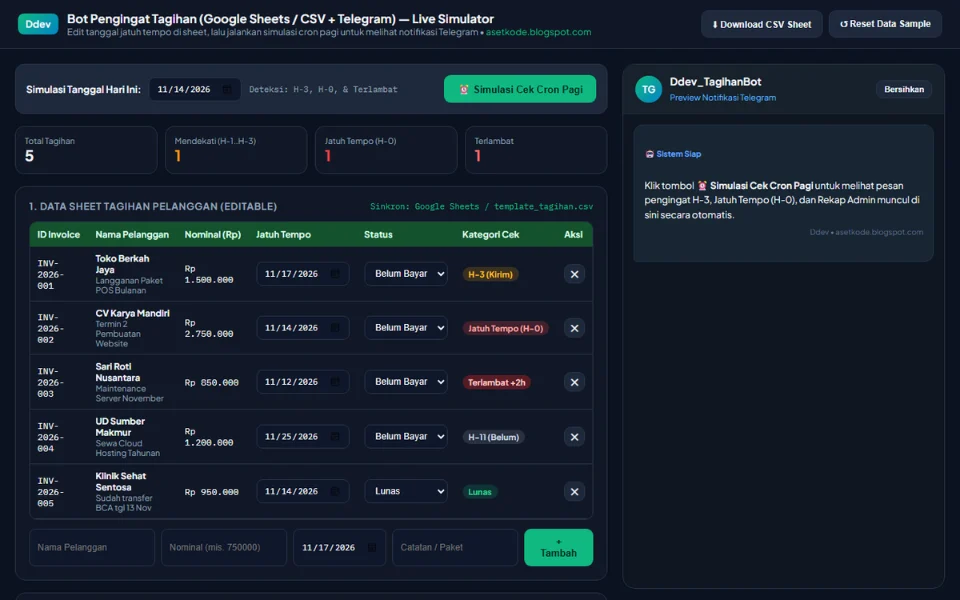 Ddev
Bot Pengingat Tagihan (Google Sheets / CSV + Telegram) — Live Simulator
Edit tanggal jatuh tempo di sheet, lalu jalankan simulasi cron pagi untuk melihat notifikasi Telegram • asetkode.blogspot.com
⬇ Download CSV Sheet
↺ Reset Data Sample
Simulasi Tanggal Hari Ini:
11/14/2026
Deteksi: H-3, H-0, & Terlambat
⏰ Simulasi Cek Cron Pagi
Total Tagihan
5
Mendekati (H-1..H-3)
1
Jatuh Tempo (H-0)
1
Terlambat
1
1. DATA SHEET TAGIHAN PELANGGAN (EDITABLE)
Sinkron: Google Sheets / template_tagihan.csv
ID Invoice Nama Pelanggan Nominal (Rp) Jatuh Tempo Status Kategori Cek Aksi
INV-
2026-
001
Toko Berkah
Jaya
Langganan Paket
POS Bulanan
Rp
1.500.000
11/17/2026
Belum Bayar
H-3 (Kirim)
✕
INV-
2026-
002
CV Karya Mandiri
Termin 2
Pembuatan
Website
Rp
2.750.000
11/14/2026
Belum Bayar
Jatuh Tempo (H-0)
✕
INV-
2026-
003
Sari Roti
Nusantara
Maintenance
Server November
Rp 850.000
11/12/2026
Belum Bayar
Terlambat +2h
✕
INV-
2026-
004
UD Sumber
Makmur
Sewa Cloud
Hosting Tahunan
Rp
1.200.000
11/25/2026
Belum Bayar
H-11 (Belum)
✕
INV-
2026-
005
Klinik Sehat
Sentosa
Sudah transfer
BCA tgl 13 Nov
Rp 950.000
11/14/2026
Lunas
Lunas
✕
Nama Pelanggan
Nominal (mis. 750000)
11/17/2026
Catatan / Paket
+
Tambah
TG
Ddev_TagihanBot
Preview Notifikasi Telegram
Bersihkan
🤖 Sistem Siap
Klik tombol ⏰ Simulasi Cek Cron Pagi untuk melihat pesan
pengingat H-3, Jatuh Tempo (H-0), dan Rekap Admin muncul di
sini secara otomatis.
Ddev • asetkode.blogspot.com